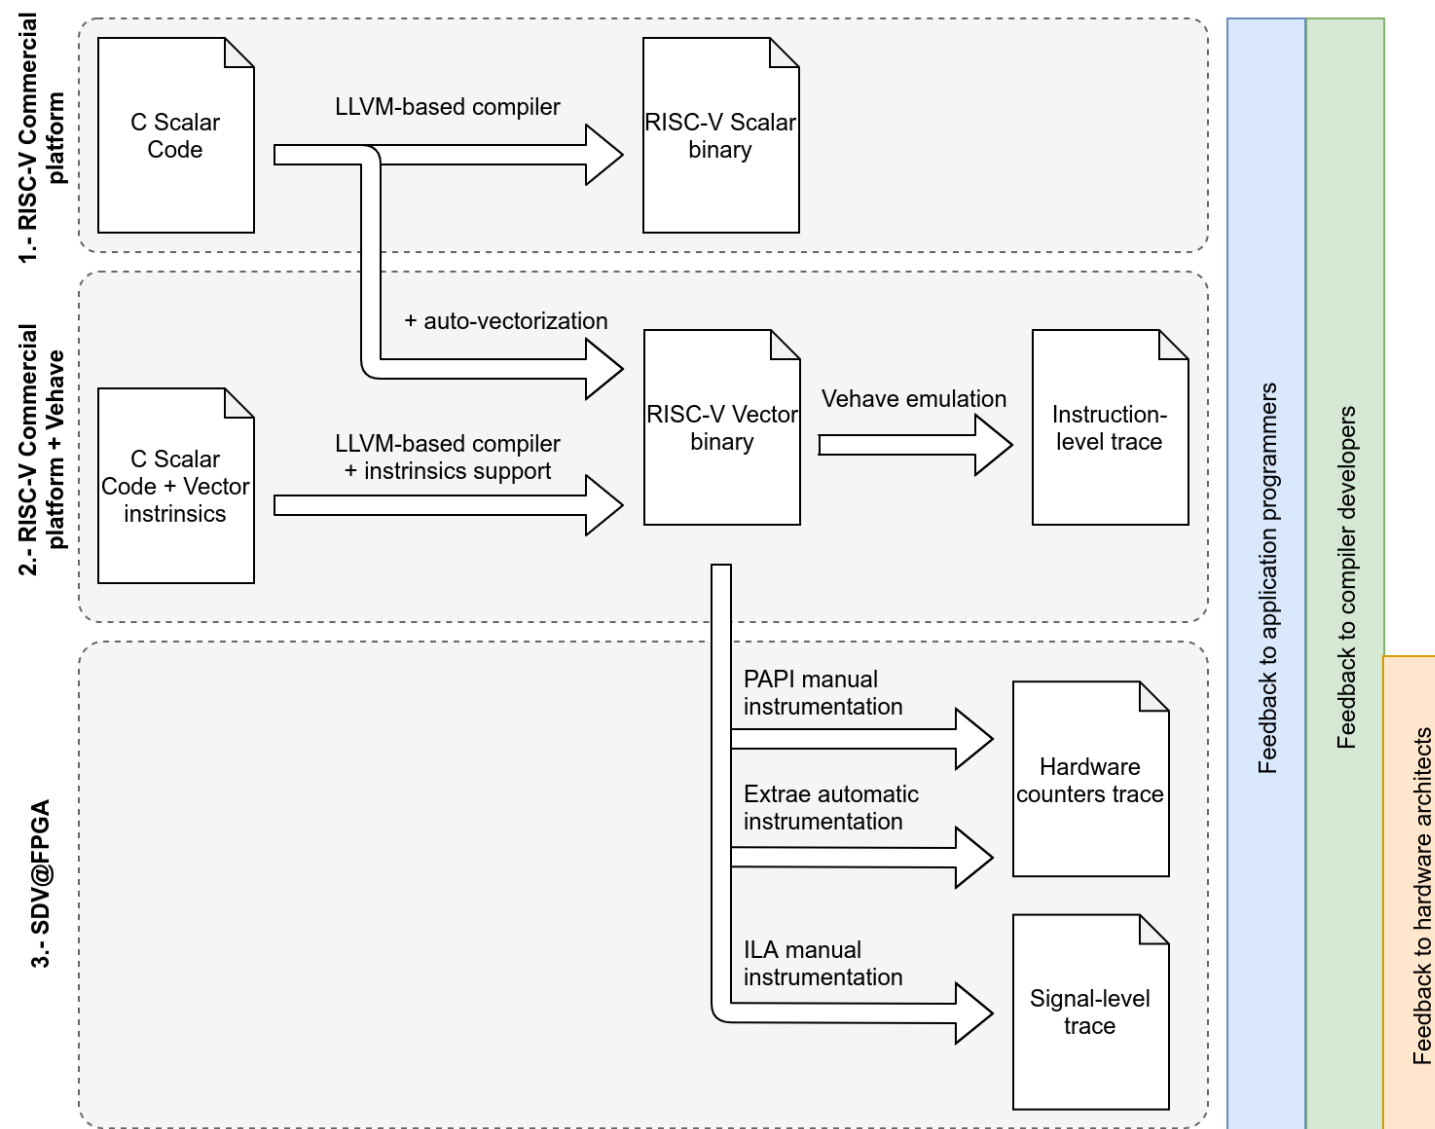 1.- RISC-V Commercial
platform
C Scalar
Code
LLVM-based compiler
RISC-V Scalar
binary
2.- RISC-V Commercial
platform + Vehave
+ auto-vectorization
C Scalar
Code + Vector
instrinsics
LLVM-based compiler
+ instrinsics support
RISC-V Vector
binary
Vehave emulation
Instruction-
level trace
3.- SDV@FPGA
PAPI manual
instrumentation
Extrae automatic
instrumentation
Hardware
counters trace
ILA manual
instrumentation
Signal-level
trace
Feedback to application programmers
Feedback to compiler developers
Feedback to hardware architects